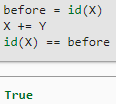 before = id(X)
X += Y
id(X) == before
True